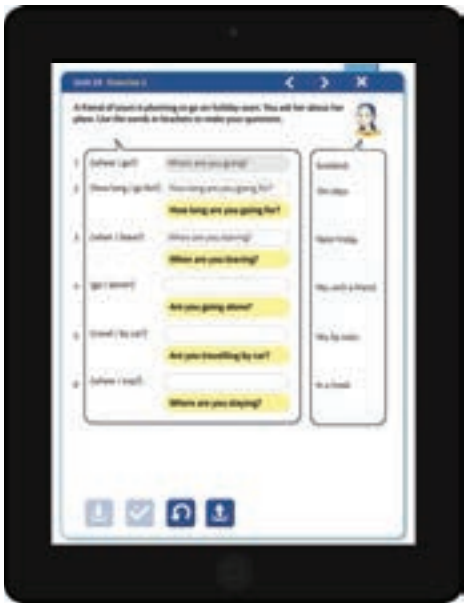 Unit 19 Exercise 1
A friend of yours is planning to go on holiday soon. You ask her about her
plans. Use the words in brackets to make your questions.
1 (where / go?) Where are you going? Scotland.
2 (how long / go for?) How long are you going for? Ten days.
How long are you going for?
3 (when / leave?) When are you leaving? Next Friday.
When are you leaving?
4 (go / alone?) No, with a friend.
Are you going alone?
5 (travel / by car?) No, by train.
Are you travelling by car?
6 (where / stay?) In a hotel.
Where are you staying?